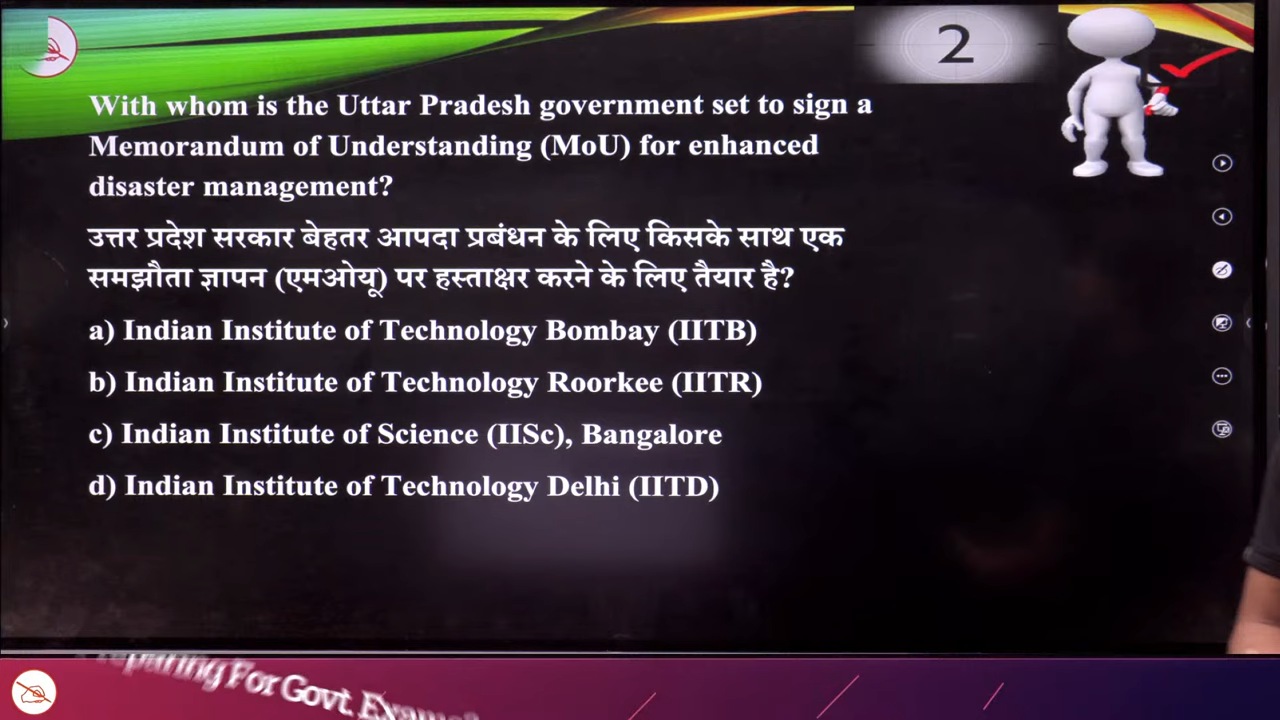 2
With whom is the Uttar Pradesh government set to sign a
Memorandum of Understanding (MoU) for enhanced
disaster management?
उत्तर प्रदेश सरकार बेहतर आपदा प्रबंधन के लिए किसके साथ एक
समझौता ज्ञापन (एमओयू) पर हस्ताक्षर करने के लिए तैयार है?
a) Indian Institute of Technology Bombay (IITB)
b) Indian Institute of Technology Roorkee (IITR)
c) Indian Institute of Science (IISc), Bangalore
d) Indian Institute of Technology Delhi (IITD)
For Govt.